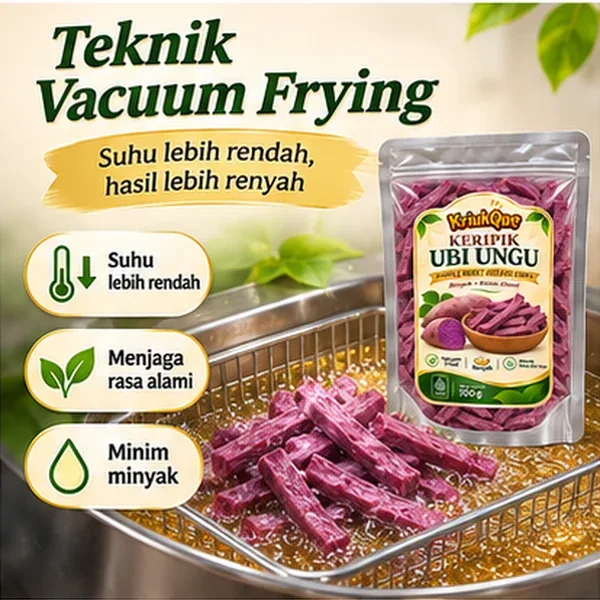 Teknik
Vacuum Frying
Suhu lebih rendah,
hasil lebih renyah
Suhu
lebih rendah
Menjaga
rasa alami
Minim
minyak
KriukQue
KERIPIK
UBI UNGU
Renyah